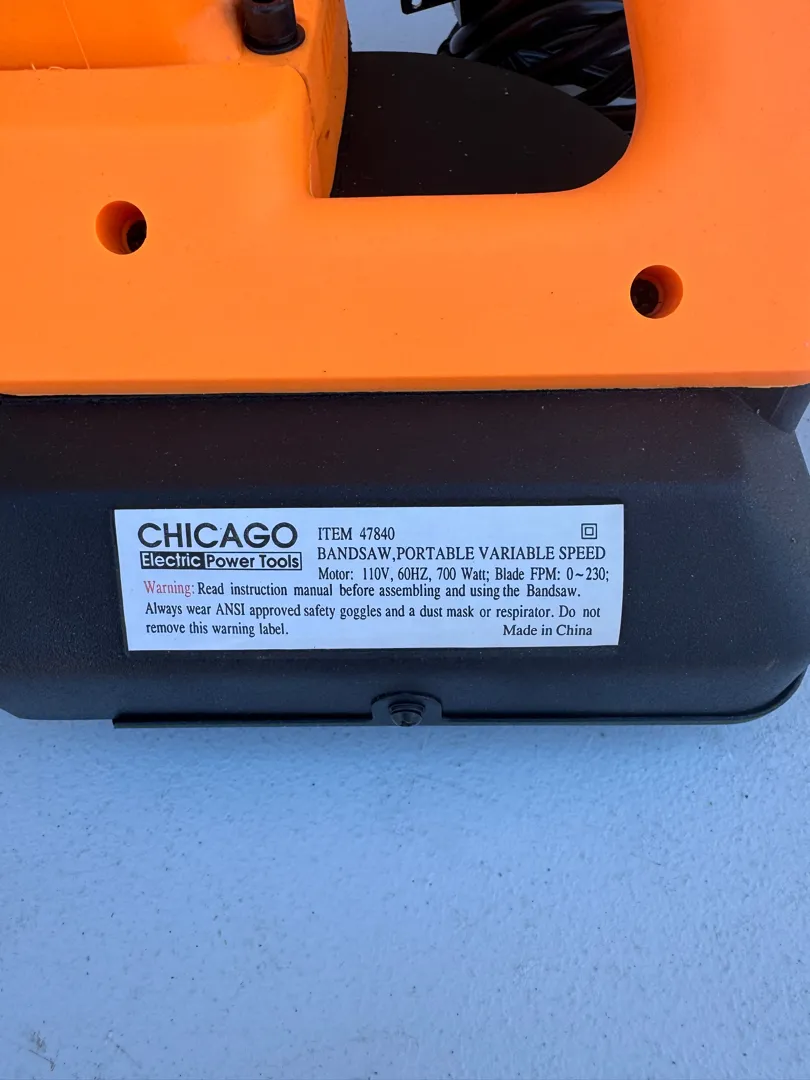 CHICAGO
Electric Power Tools
ITEM 47840
BANDSAW,PORTABLE VARIABLE SPEED
Motor: 110V, 60HZ, 700 Watt; Blade FPM: 0~230;
Warning: Read instruction manual before assembling and using the Bandsaw.
Always wear ANSI approved safety goggles and a dust mask or respirator. Do not
remove this warning label.
Made in China